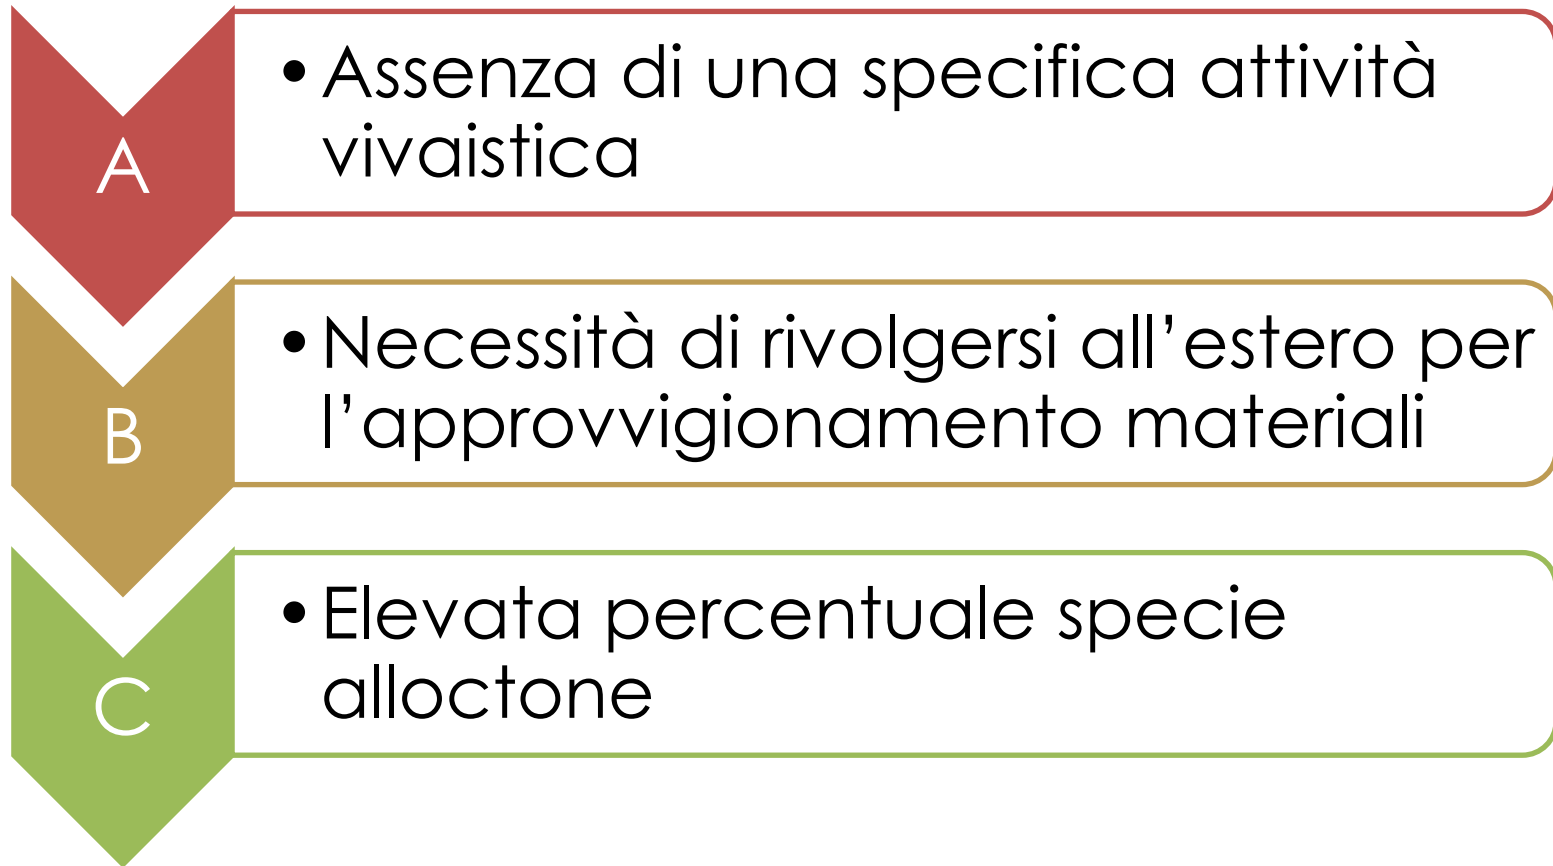 A
• Assenza di una specifica attività
vivaistica
B
• Necessità di rivolgersi all’estero per
l’approvvigionamento materiali
C
• Elevata percentuale specie
alloctone